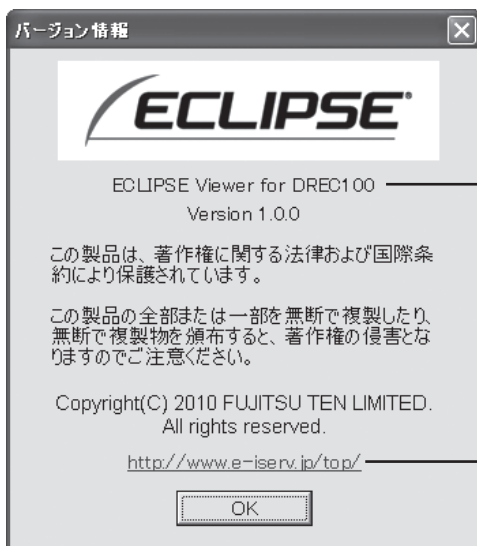 バージョン情報
ECLIPSE
ECLIPSE Viewer for DREC100
Version 1.0.0
この製品は、著作権に関する法律および国際条
約により保護されています。
この製品の全部または一部を無断で複製したり、
無断で複製物を頒布すると、著作権の侵害とな
りますのでご注意ください。
Copyright(C) 2010 FUJITSU TEN LIMITED.
All rights reserved.
http://www.e-iserv.jp/top/
OK